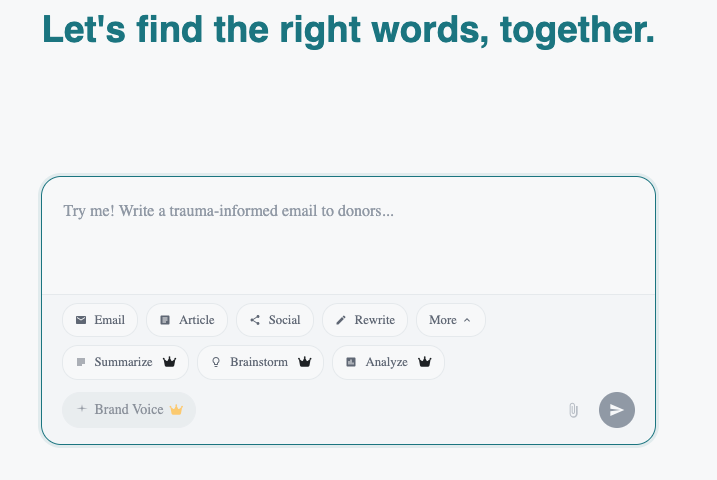 Let's find the right words, together.
Try me! Write a trauma-informed email to donors...
Email Article Social Rewrite More
Summarize Brainstorm Analyze
Brand Voice